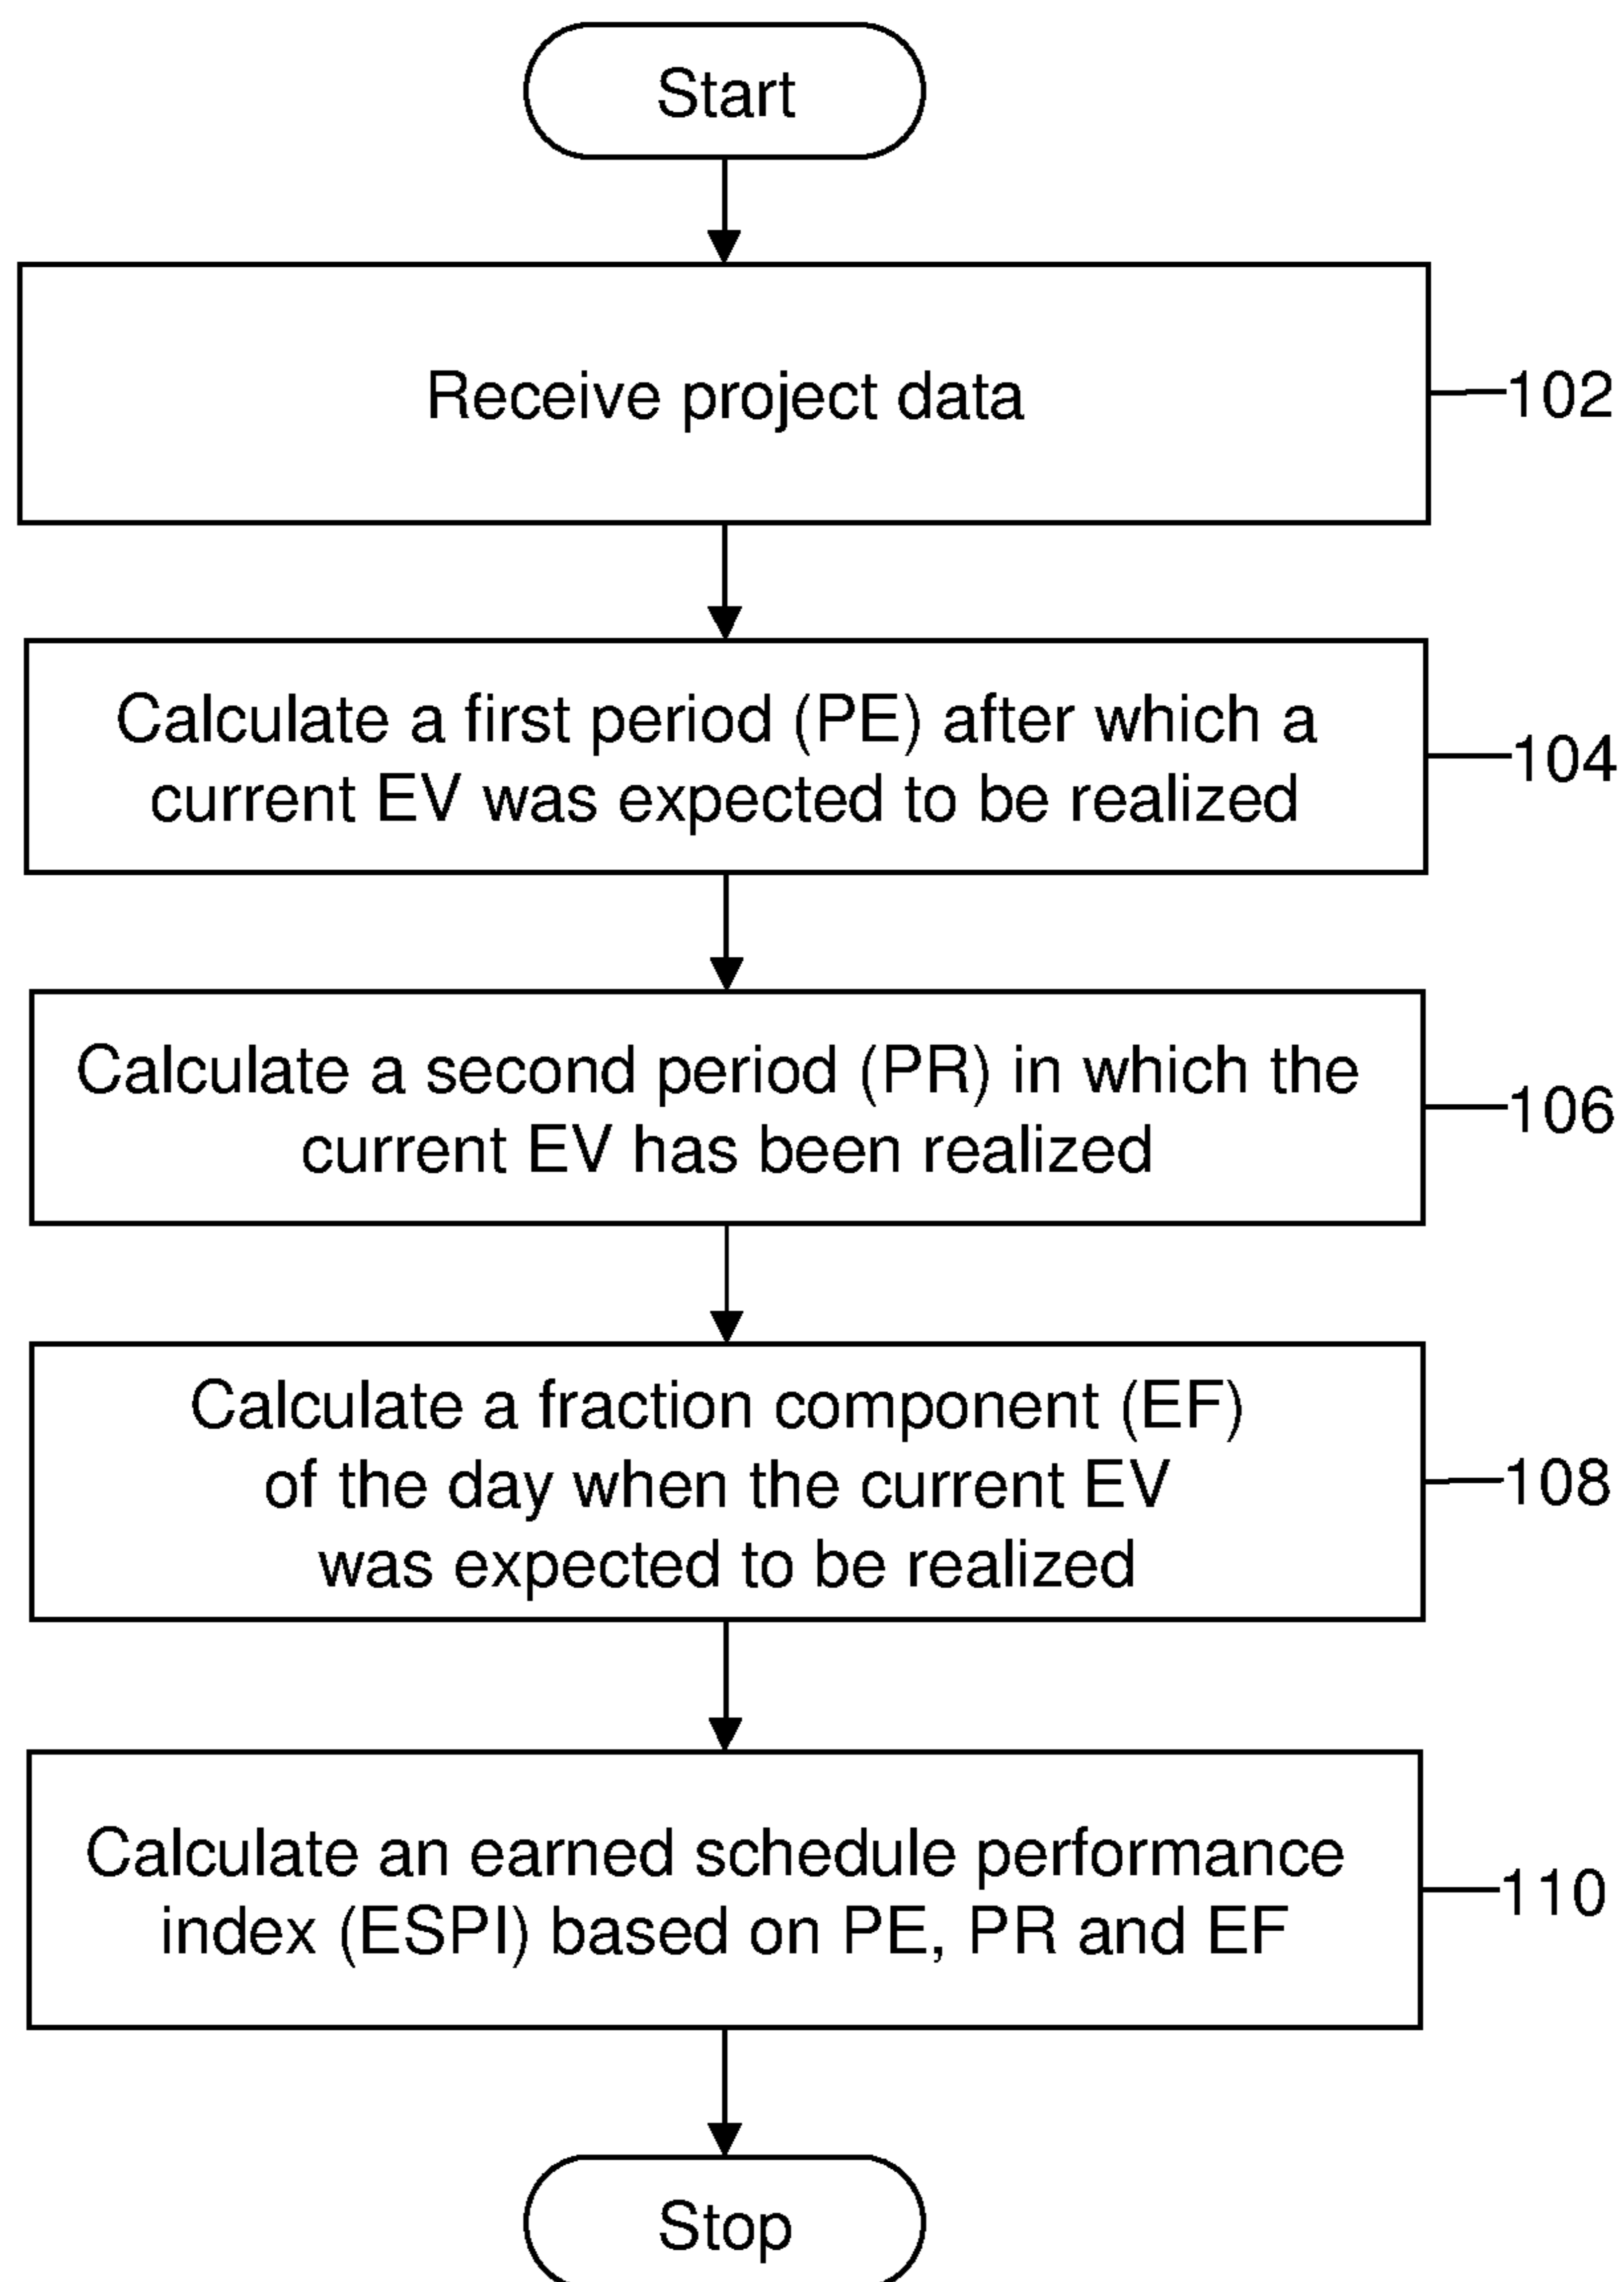 Start
Receive project data
102
Calculate a first period (PE) after which a
current EV was expected to be realized
104
Calculate a second period (PR) in which the
current EV has been realized
106
Calculate a fraction component (EF)
of the day when the current EV
was expected to be realized
108
Calculate an earned schedule performance
index (ESPI) based on PE, PR and EF
110
Stop